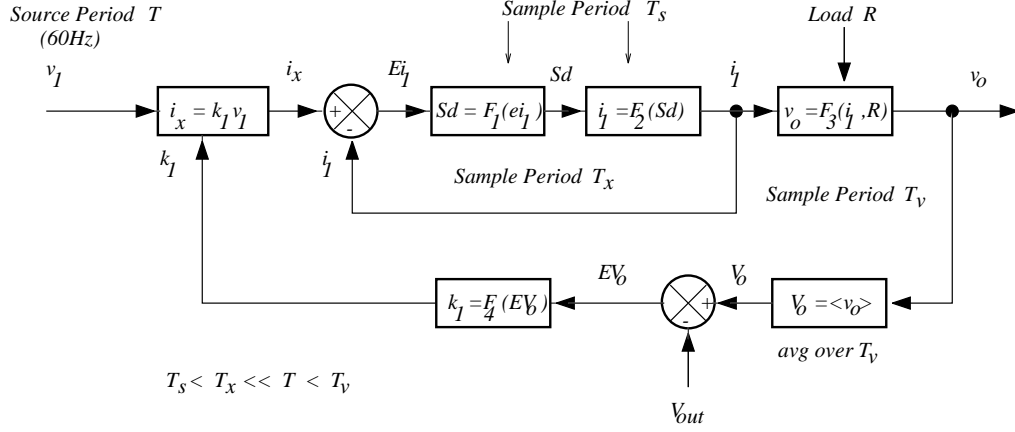 Source Period T
(60Hz)
Sample Period T_s
Load R
v_1
i_x
Ei_1
Sd
i_1
v_o
i_x = k_1 v_1
+
-
Sd = F_1(ei_1)
i_1 = F_2(Sd)
v_o = F_3(i_1, R)
k_1
i_1
Sample Period T_x
Sample Period T_v
EV_o
V_o
k_1 = F_4(EV_o)
+
-
V_o = <v_o>
avg over T_v
T_s < T_x << T < T_v
V_out